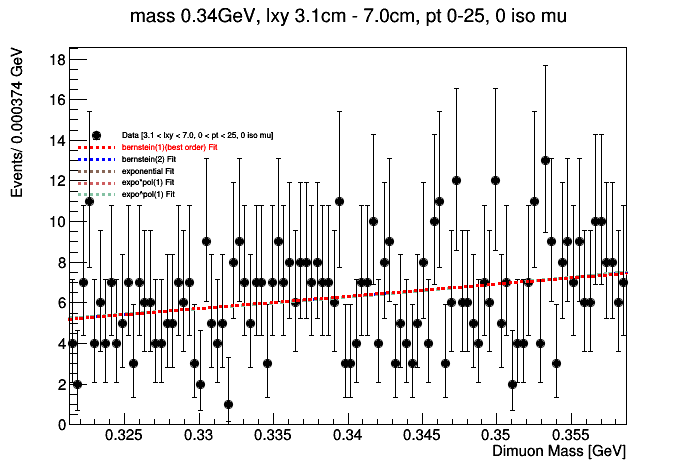 mass 0.34GeV, lxy 3.1cm - 7.0cm, pt 0-25, 0 iso mu
Events/ 0.000374 GeV
18
16
14
12
10
8
6
4
2
0
Data [3.1 < lxy < 7.0, 0 < pt < 25, 0 iso mu]
bernstein(1)(best order) Fit
bernstein(2) Fit
exponential Fit
expo*pol(1) Fit
expo^pol(1) Fit
0.325 0.33 0.335 0.34 0.345 0.35 0.355
Dimuon Mass [GeV]